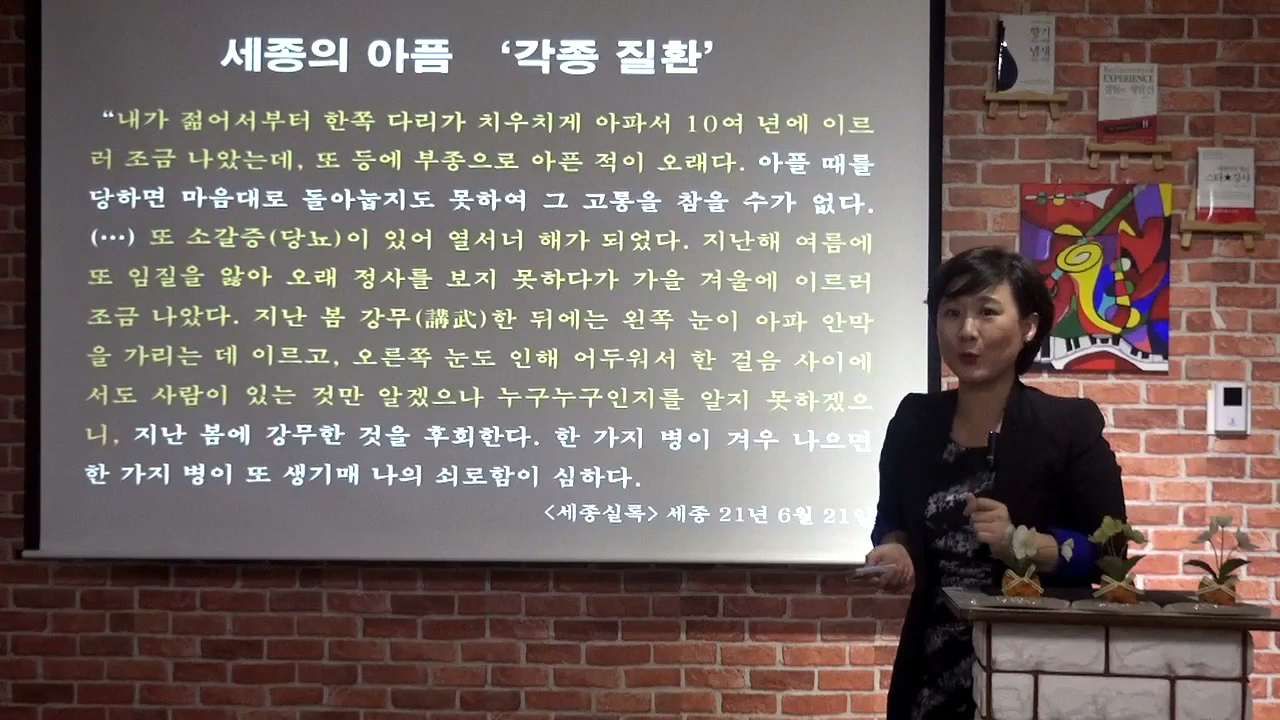 세종의 아픔 ‘각종 질환’
“내가 젊어서부터 한쪽 다리가 치우치게 아파서 10여 년에 이르
러 조금 나았는데, 또 등에 부종으로 아픈 적이 오래다. 아플 때를
당하면 마음대로 돌아눕지도 못하여 그 고통을 참을 수가 없다.
(…) 또 소갈증(당뇨)이 있어 열서너 해가 되었다. 지난해 여름에
또 임질을 앓아 오래 정사를 보지 못하다가 가을 겨울에 이르러
조금 나았다. 지난 봄 강무(講武)한 뒤에는 왼쪽 눈이 아파 안막
을 가리는 데 이르고, 오른쪽 눈도 인해 어두워서 한 걸음 사이에
서도 사람이 있는 것만 알겠으나 누구누구인지를 알지 못하겠으
니, 지난 봄에 강무한 것을 후회한다. 한 가지 병이 겨우 나으면
한 가지 병이 또 생기매 나의 쇠로함이 심하다.
<세종실록> 세종 21년 6월 21일
향기
냄새
EXPERIENCE
스타★강사